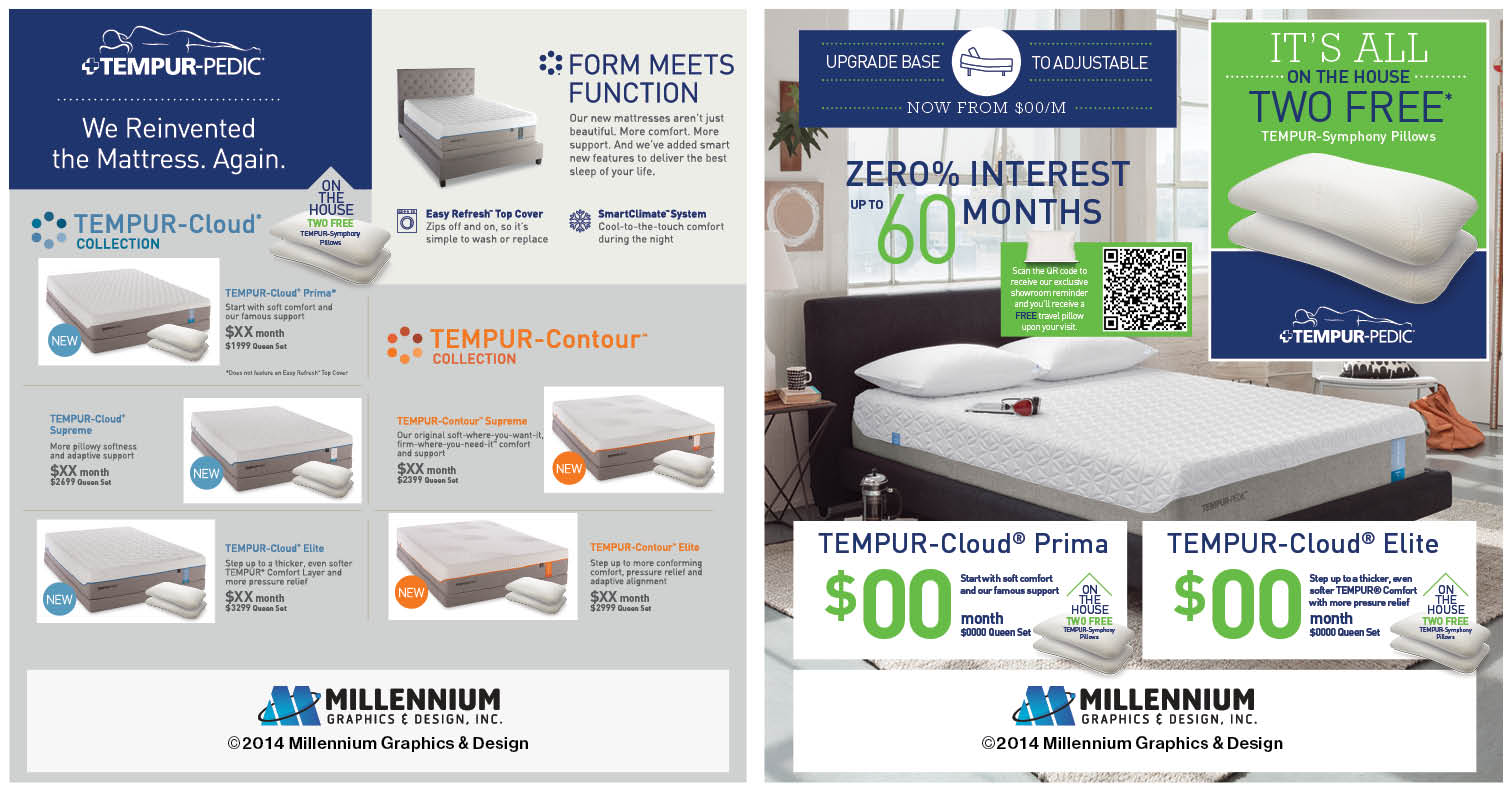 TEMPUR-PEDIC®
We Reinvented
the Mattress. Again.
FORM MEETS
FUNCTION
Our new mattresses aren't just
beautiful. More comfort. More
support. And we've added smart
new features to deliver the best
sleep of your life.
Easy Refresh™ Top Cover
Zips off and on, so it's
simple to wash or replace
SmartClimate™ System
Cool-to-the-touch comfort
during the night
ON
THE
HOUSE
TWO FREE
TEMPUR-Symphony
Pillows
TEMPUR-Cloud®
COLLECTION
NEW
TEMPUR-Cloud® Prima*
Start with soft comfort and
our famous support
$XX month
$1999 Queen Set
*Does not feature an Easy Refresh™ Top Cover
TEMPUR-Cloud®
Supreme
More pillowy softness
and adaptive support
$XX month
$2699 Queen Set
NEW
NEW
TEMPUR-Cloud® Elite
Step up to a thicker, even softer
TEMPUR® Comfort Layer and
more pressure relief
$XX month
$3299 Queen Set
TEMPUR-Contour™
COLLECTION
TEMPUR-Contour™ Supreme
Our original soft-where-you-want-it,
firm-where-you-need-it™ comfort
and support
$XX month
$2399 Queen Set
NEW
NEW
TEMPUR-Contour™ Elite
Step up to more conforming
comfort, pressure relief and
adaptive alignment
$XX month
$2999 Queen Set
MILLENNIUM
GRAPHICS & DESIGN, INC.
©2014 Millennium Graphics & Design
UPGRADE BASE TO ADJUSTABLE
NOW FROM $00/M
ZERO% INTEREST
UP TO 60 MONTHS
Scan the QR code to
receive our exclusive
showroom reminder
and you'll receive a
FREE travel pillow
upon your visit.
IT'S ALL
ON THE HOUSE
TWO FREE*
TEMPUR-Symphony Pillows
TEMPUR-PEDIC®
TEMPUR-PEDIC™
TEMPUR-Cloud® Prima
$00
Start with soft comfort
and our famous support
month
$0000 Queen Set
ON
THE
HOUSE
TWO FREE
TEMPUR-Symphony
Pillows
TEMPUR-Cloud® Elite
$00
Step up to a thicker, even
softer TEMPUR® Comfort
with more presure relief
month
$0000 Queen Set
ON
THE
HOUSE
TWO FREE
TEMPUR-Symphony
Pillows
MILLENNIUM
GRAPHICS & DESIGN, INC.
©2014 Millennium Graphics & Design